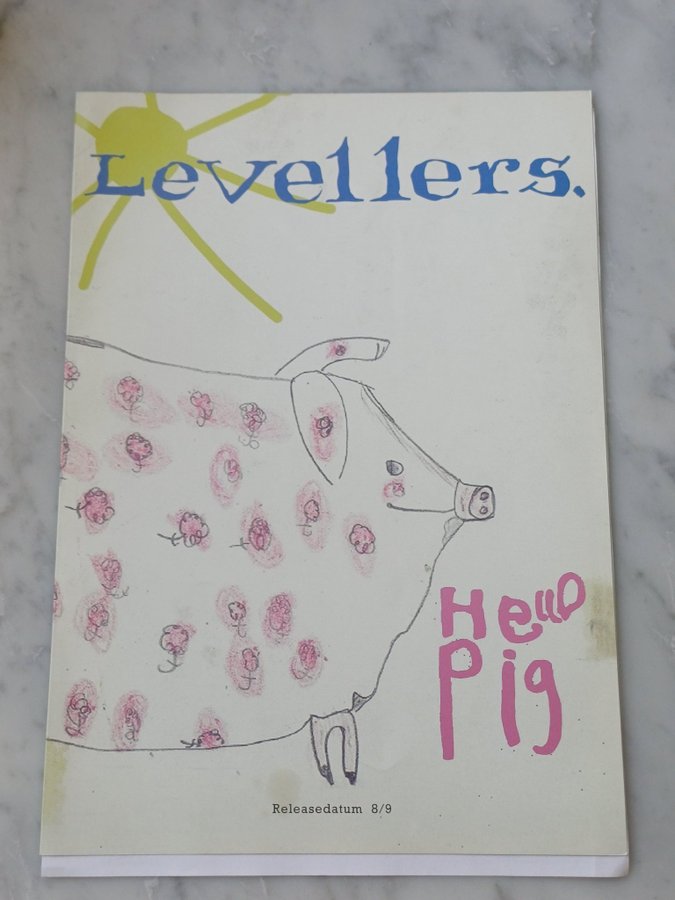 Levellers.
Hello
Pig
Releasedatum 8/9